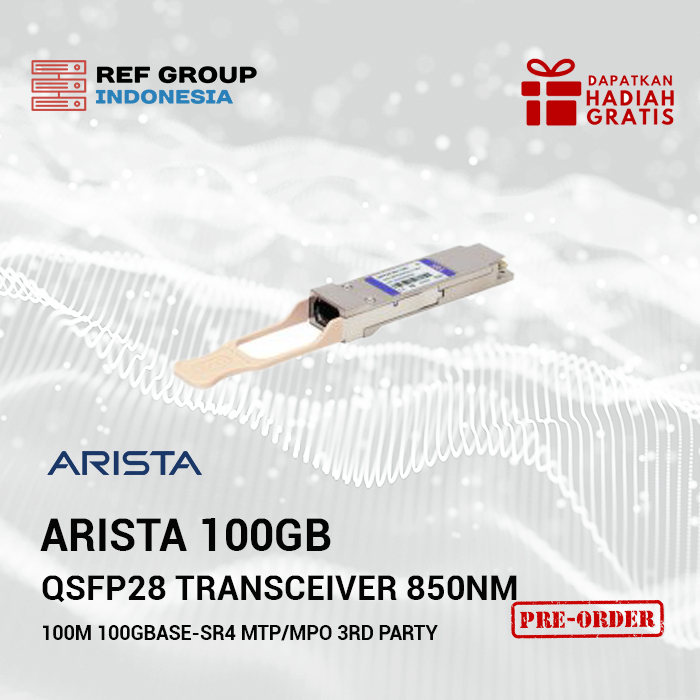 REF GROUP
INDONESIA
DAPATKAN
HADIAH
GRATIS
ARISTA
ARISTA 100GB
QSFP28 TRANSCEIVER 850NM
PRE-ORDER
100M 100GBASE-SR4 MTP/MPO 3RD PARTY